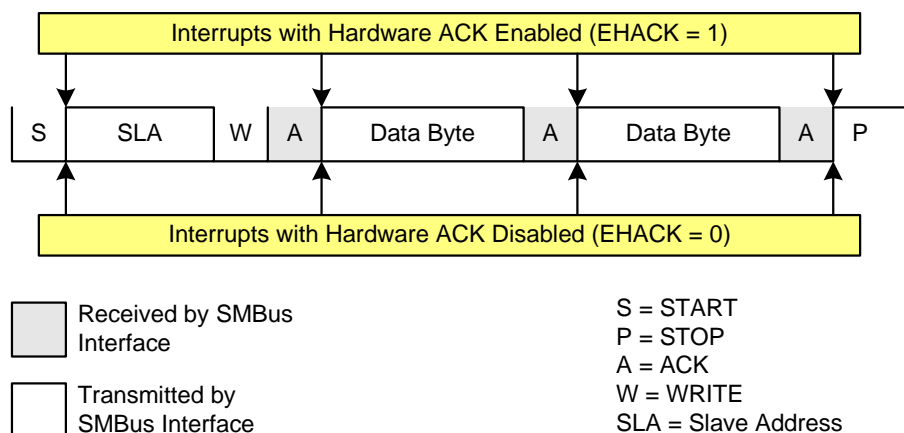 Interrupts with Hardware ACK Enabled (EHACK = 1)
S SLA W A Data Byte A Data Byte A P
Interrupts with Hardware ACK Disabled (EHACK = 0)
Received by SMBus
Interface
Transmitted by
SMBus Interface
S = START
P = STOP
A = ACK
W = WRITE
SLA = Slave Address